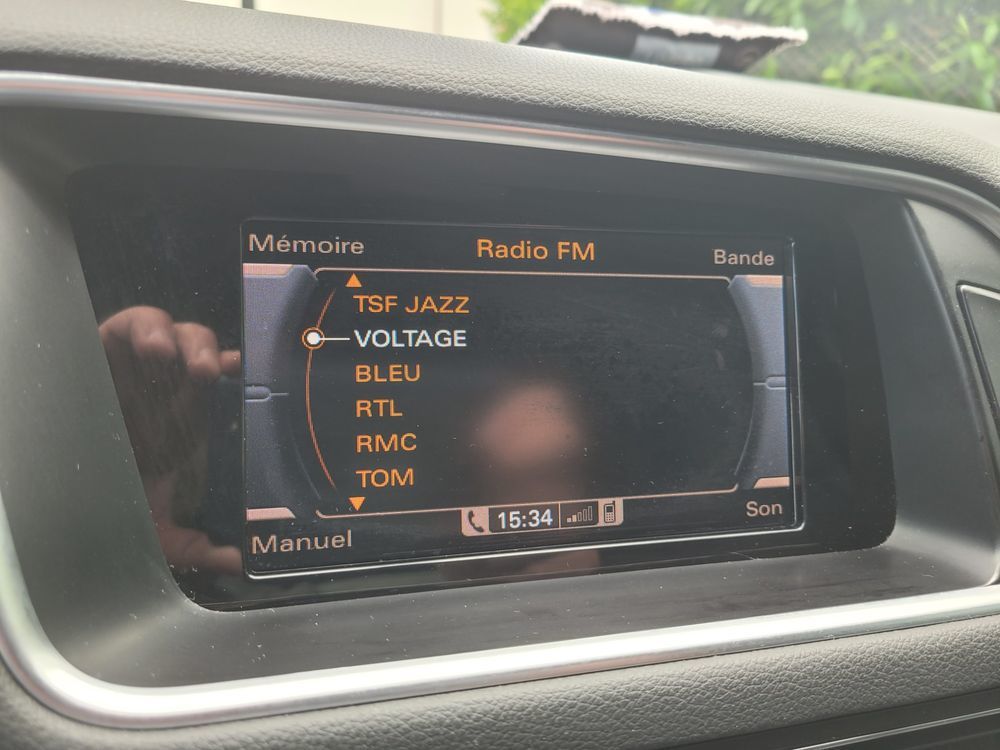 Mémoire
Radio FM
Bande
TSF JAZZ
VOLTAGE
BLEU
RTL
RMC
TOM
15:34
Manuel
Son